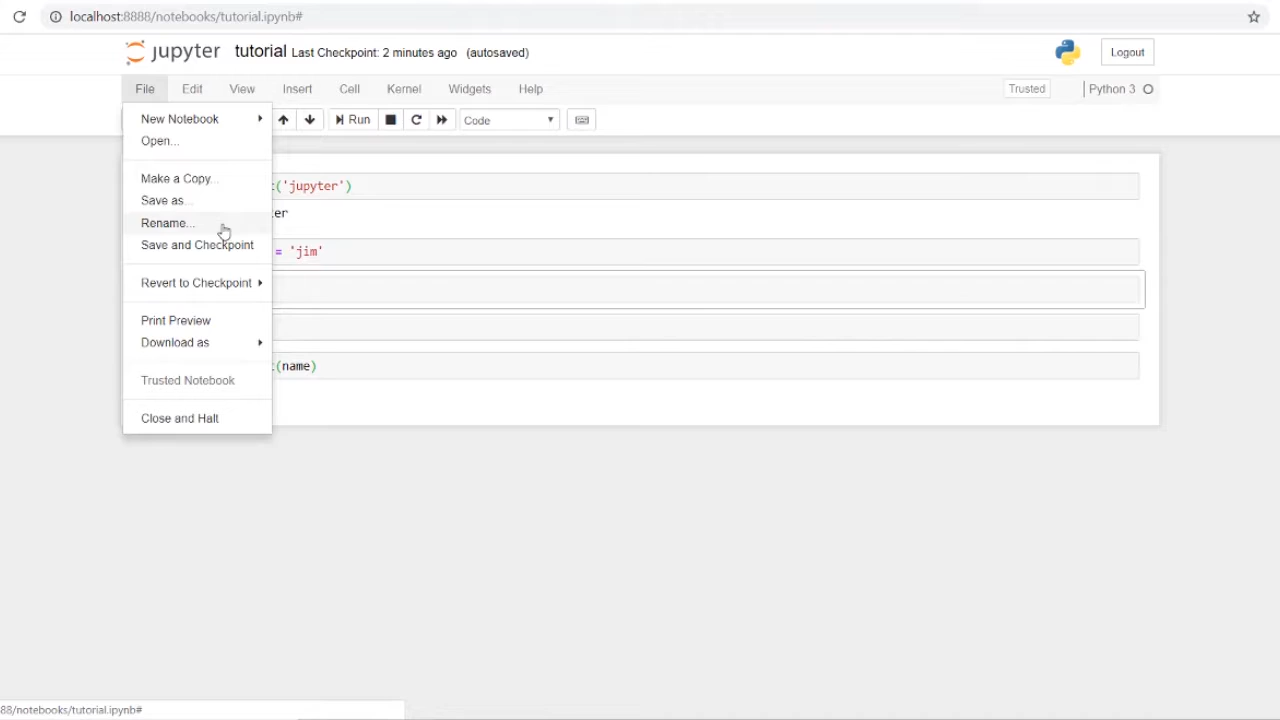 localhost:8888/notebooks/tutorial.ipynb#
jupyter tutorial Last Checkpoint: 2 minutes ago (autosaved)
Logout
File Edit View Insert Cell Kernel Widgets Help
Trusted Python 3
New Notebook
Open...
Run Code
Make a Copy...
Save as...
Rename...
Save and Checkpoint
Revert to Checkpoint
Print Preview
Download as
Trusted Notebook
Close and Halt
('jupyter')
er
= 'jim'
(name)
88/notebooks/tutorial.ipynb#